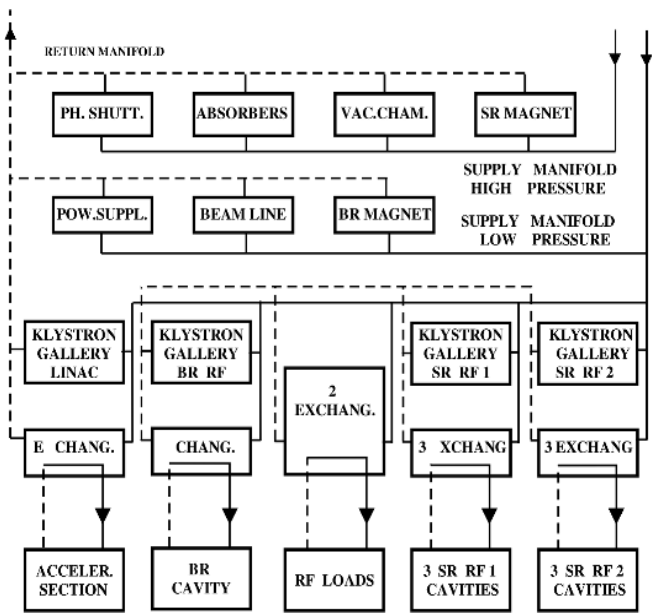 RETURN MANIFOLD
PH. SHUTT.
ABSORBERS
VAC.CHAM.
SR MAGNET
SUPPLY MANIFOLD
HIGH PRESSURE
POW.SUPPL.
BEAM LINE
BR MAGNET
SUPPLY MANIFOLD
LOW PRESSURE
KLYSTRON
GALLERY
LINAC
KLYSTRON
GALLERY
BR RF
2
EXCHANG.
KLYSTRON
GALLERY
SR RF 1
KLYSTRON
GALLERY
SR RF 2
E CHANG.
CHANG.
3 XCHANG
3 EXCHANG
ACCELER.
SECTION
BR
CAVITY
RF LOADS
3 SR RF 1
CAVITIES
3 SR RF 2
CAVITIES